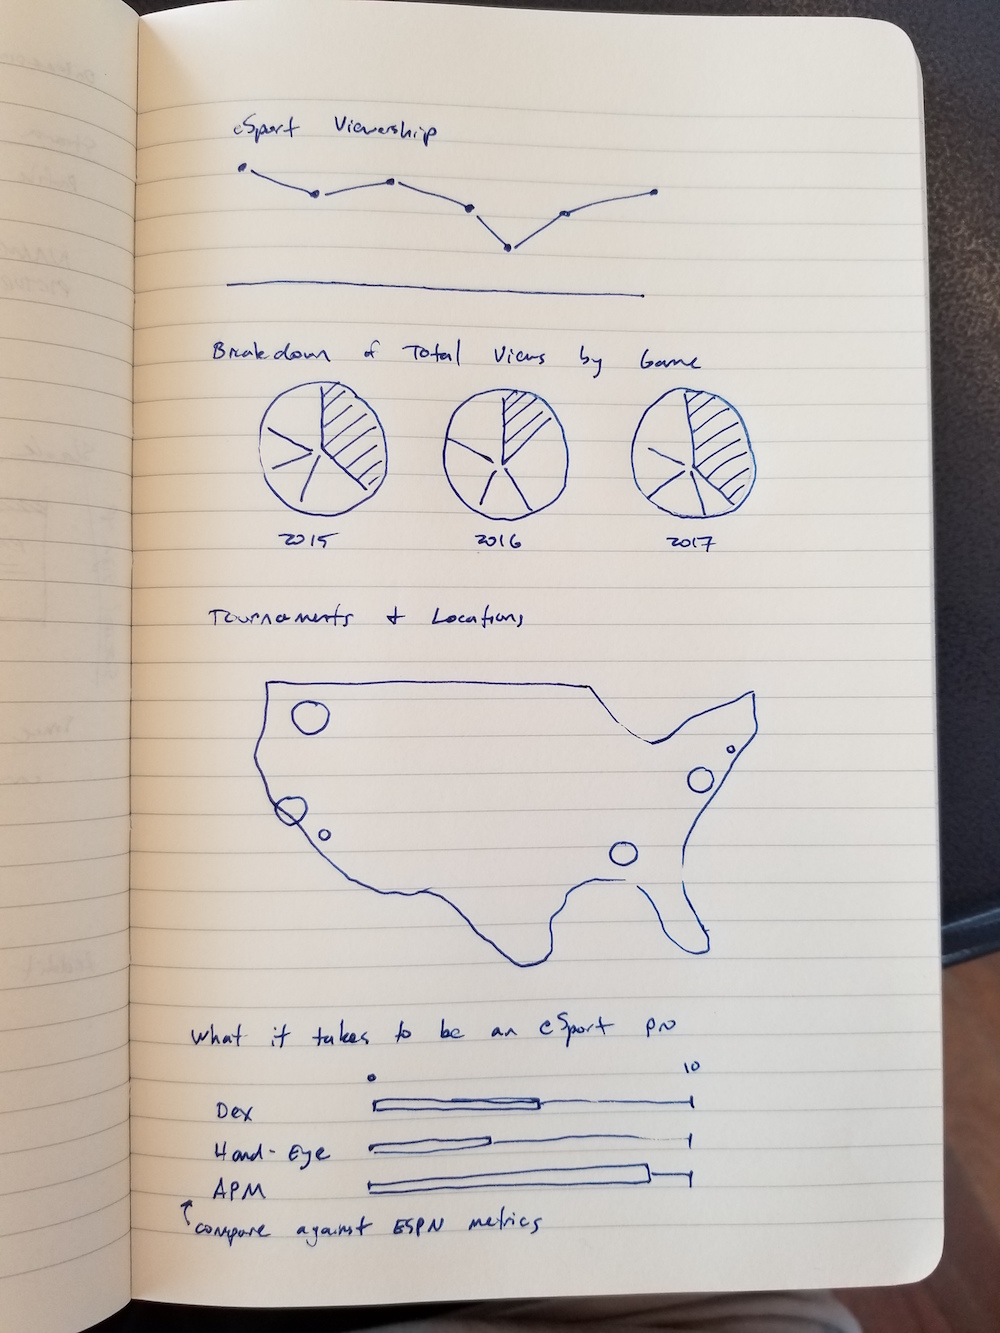 eSport Viewership
Breakdown of Total Views by Game
2015 2016 2017
Tournaments + Locations
What it takes to be an eSport pro
0 10
Dex
Hand-Eye
APM
compare against ESPN metrics